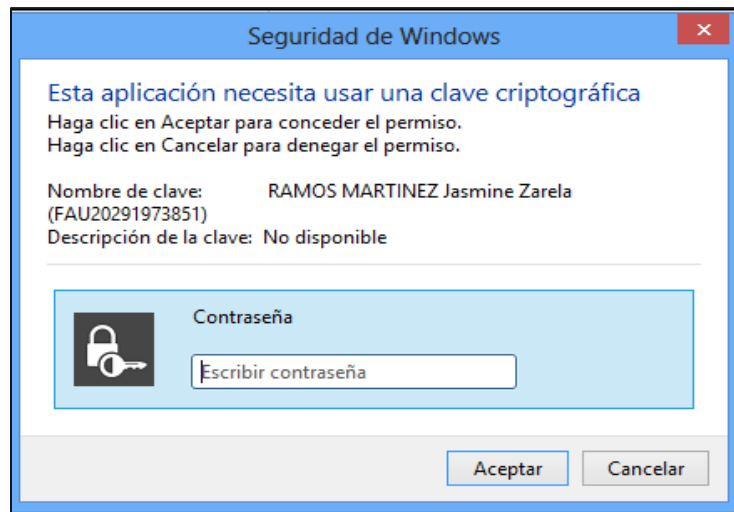 Seguridad de Windows
Esta aplicación necesita usar una clave criptográfica
Haga clic en Aceptar para conceder el permiso.
Haga clic en Cancelar para denegar el permiso.
Nombre de clave: RAMOS MARTINEZ Jasmine Zarela
(FAU20291973851)
Descripción de la clave: No disponible
Contraseña
Escribir contraseña
Aceptar Cancelar